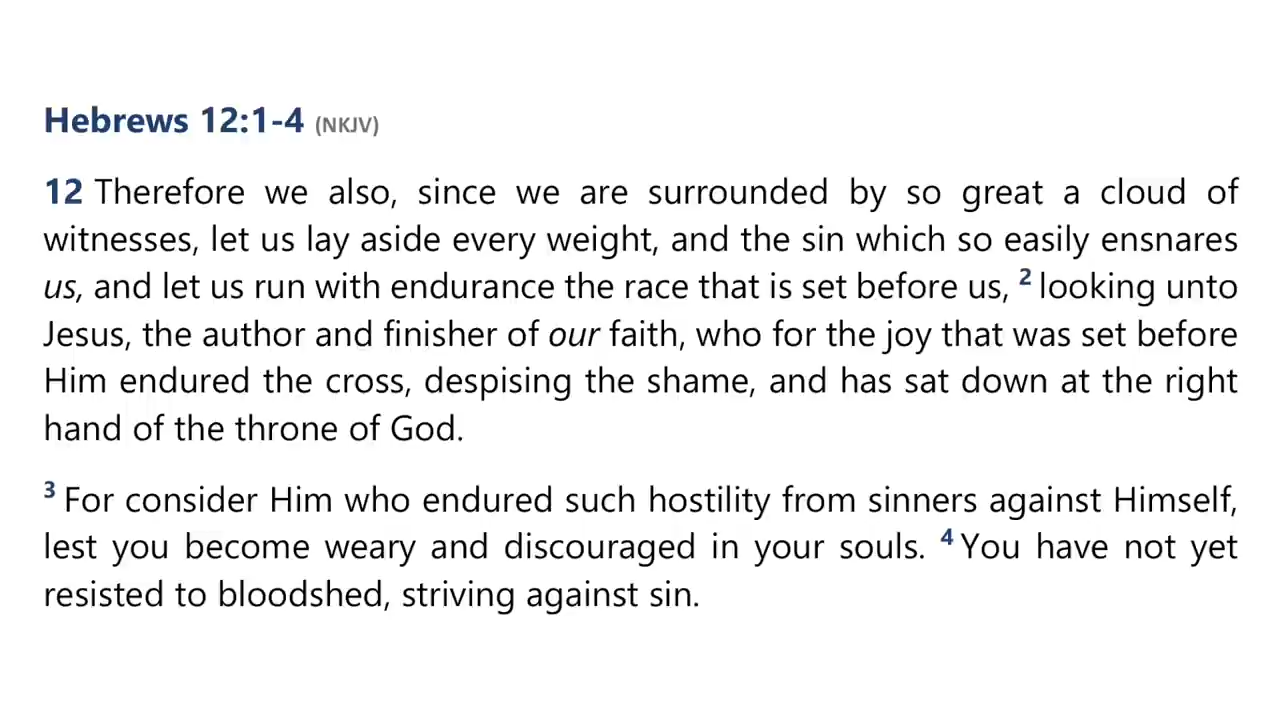 Hebrews 12:1-4 (NKJV)
12 Therefore we also, since we are surrounded by so great a cloud of
witnesses, let us lay aside every weight, and the sin which so easily ensnares
us, and let us run with endurance the race that is set before us, 2 looking unto
Jesus, the author and finisher of our faith, who for the joy that was set before
Him endured the cross, despising the shame, and has sat down at the right
hand of the throne of God.
3 For consider Him who endured such hostility from sinners against Himself,
lest you become weary and discouraged in your souls. 4 You have not yet
resisted to bloodshed, striving against sin.